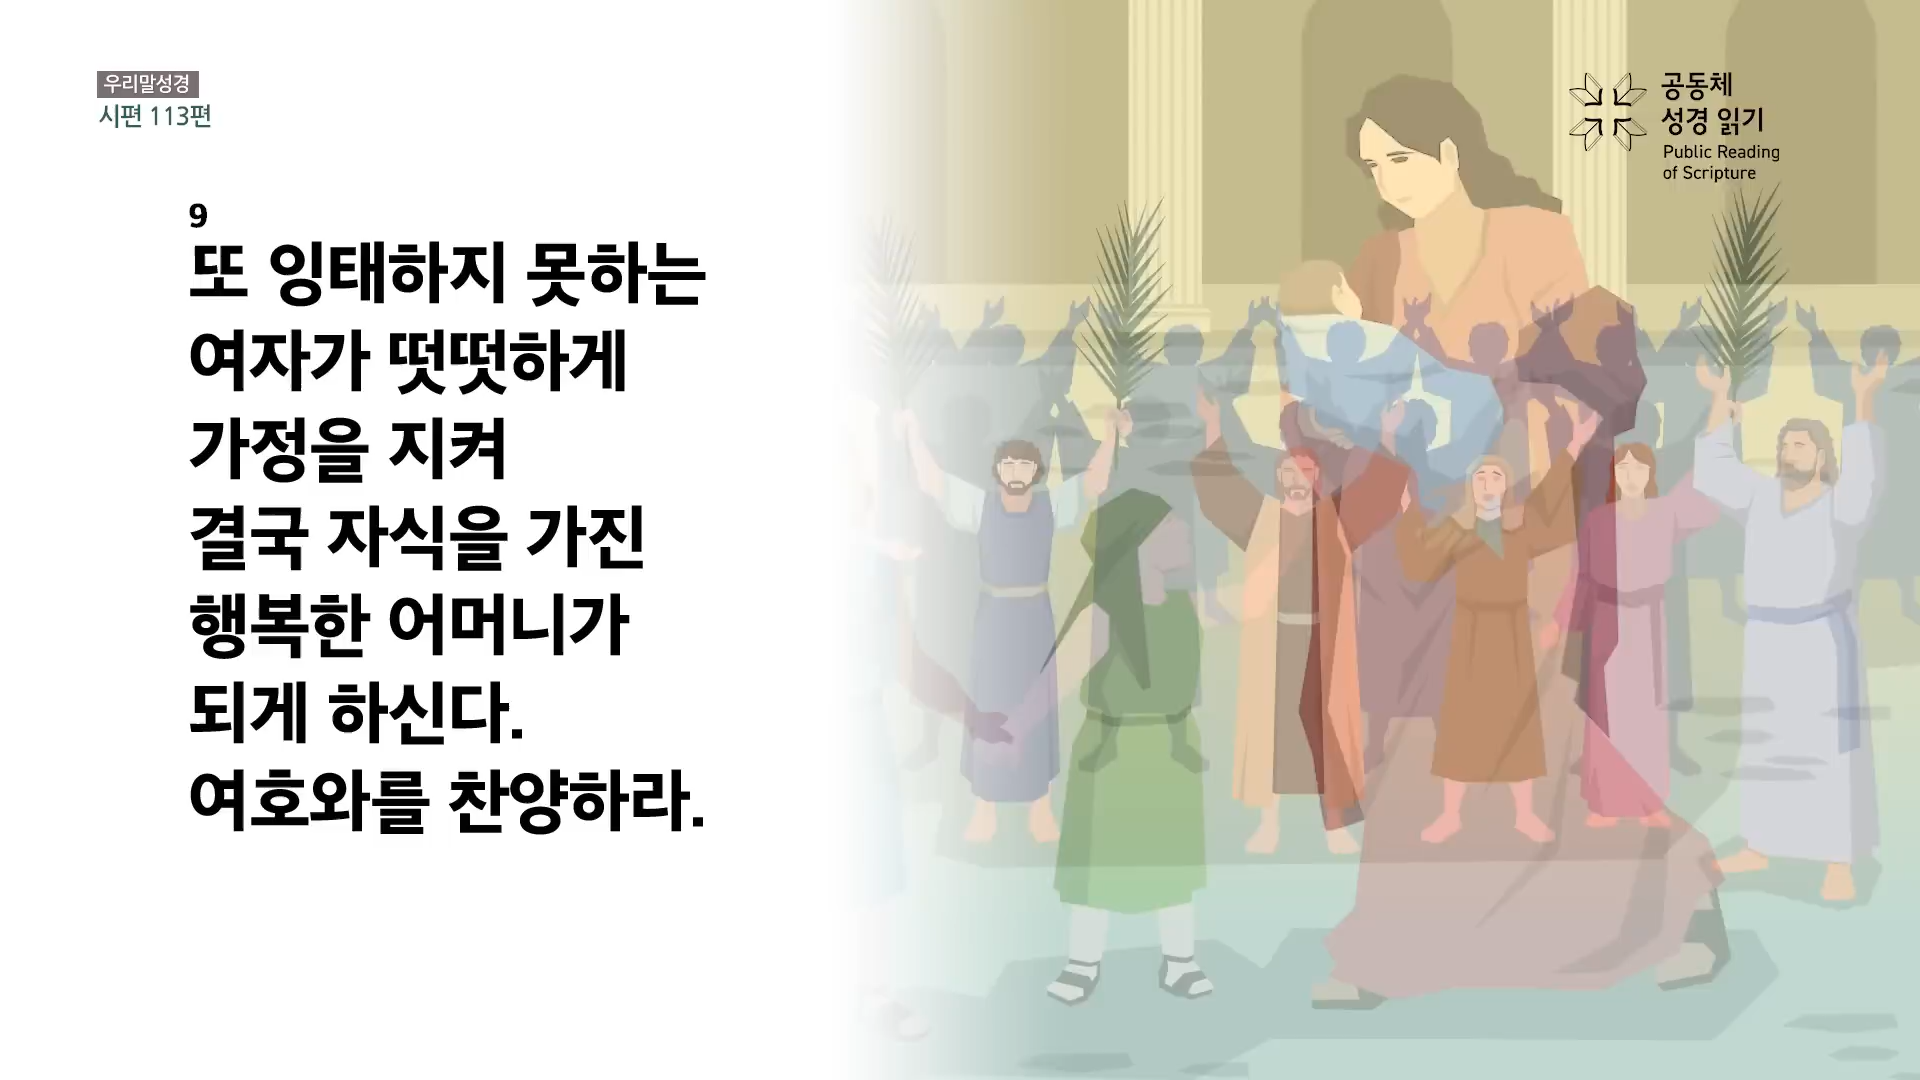 우리말성경
시편 113편
9
또 잉태하지 못하는
여자가 떳떳하게
가정을 지켜
결국 자식을 가진
행복한 어머니가
되게 하신다.
여호와를 찬양하라.
공동체
성경 읽기
Public Reading
of Scripture